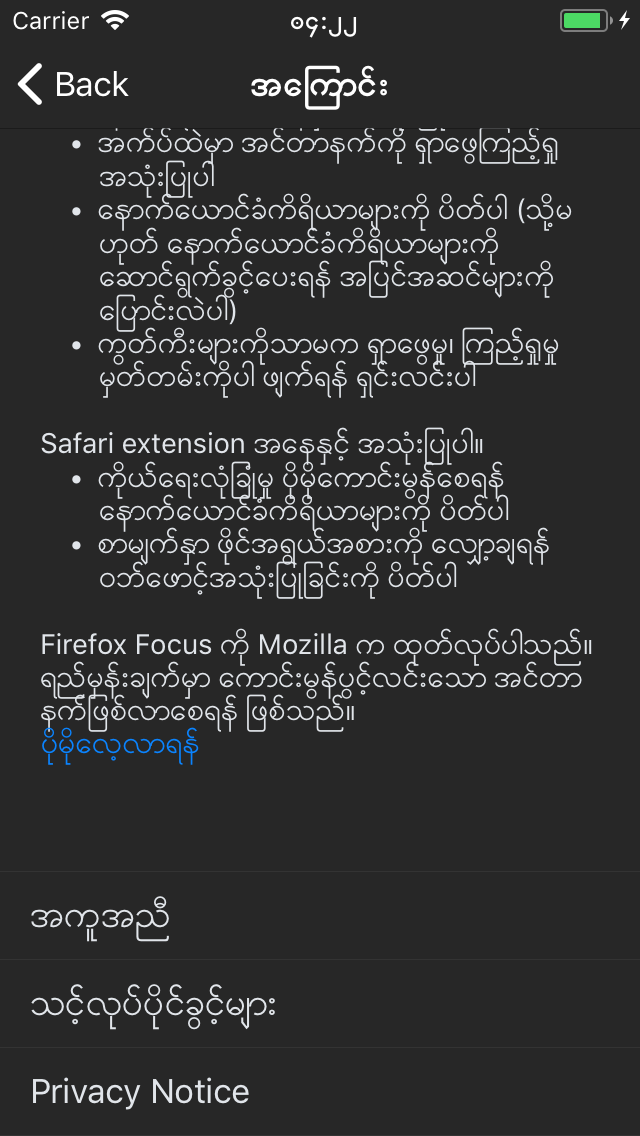 Carrier ၀၄:၂၂
Back အကြောင်း
အက်ပ်ထဲမှာ အင်တာနက်ကို ရှာဖွေကြည့်ရှု
အသုံးပြုပါ
နောက်ယောင်ခံကိရိယာများကို ပိတ်ပါ (သို့မ
ဟုတ် နောက်ယောင်ခံကိရိယာများကို
ဆောင်ရွက်ခွင့်ပေးရန် အပြင်အဆင်များကို
ပြောင်းလဲပါ)
ကွတ်ကီးများကိုသာမက ရှာဖွေမှု၊ ကြည့်ရှုမှု
မှတ်တမ်းကိုပါ ဖျက်ရန် ရှင်းလင်းပါ
Safari extension အနေနှင့် အသုံးပြုပါ။
ကိုယ်ရေးလုံခြုံမှု ပိုမိုကောင်းမွန်စေရန်
နောက်ယောင်ခံကိရိယာများကို ပိတ်ပါ
စာမျက်နှာ ဖိုင်အရွယ်အစားကို လျှော့ချရန်
ဝဘ်ဖောင့်အသုံးပြုခြင်းကို ပိတ်ပါ
Firefox Focus ကို Mozilla က ထုတ်လုပ်ပါသည်။
ရည်မှန်းချက်မှာ ကောင်းမွန်ပွင့်လင်းသော အင်တာ
နက်ဖြစ်လာစေရန် ဖြစ်သည်။
ပိုမိုလေ့လာရန်
အကူအညီ
သင့်လုပ်ပိုင်ခွင့်များ
Privacy Notice